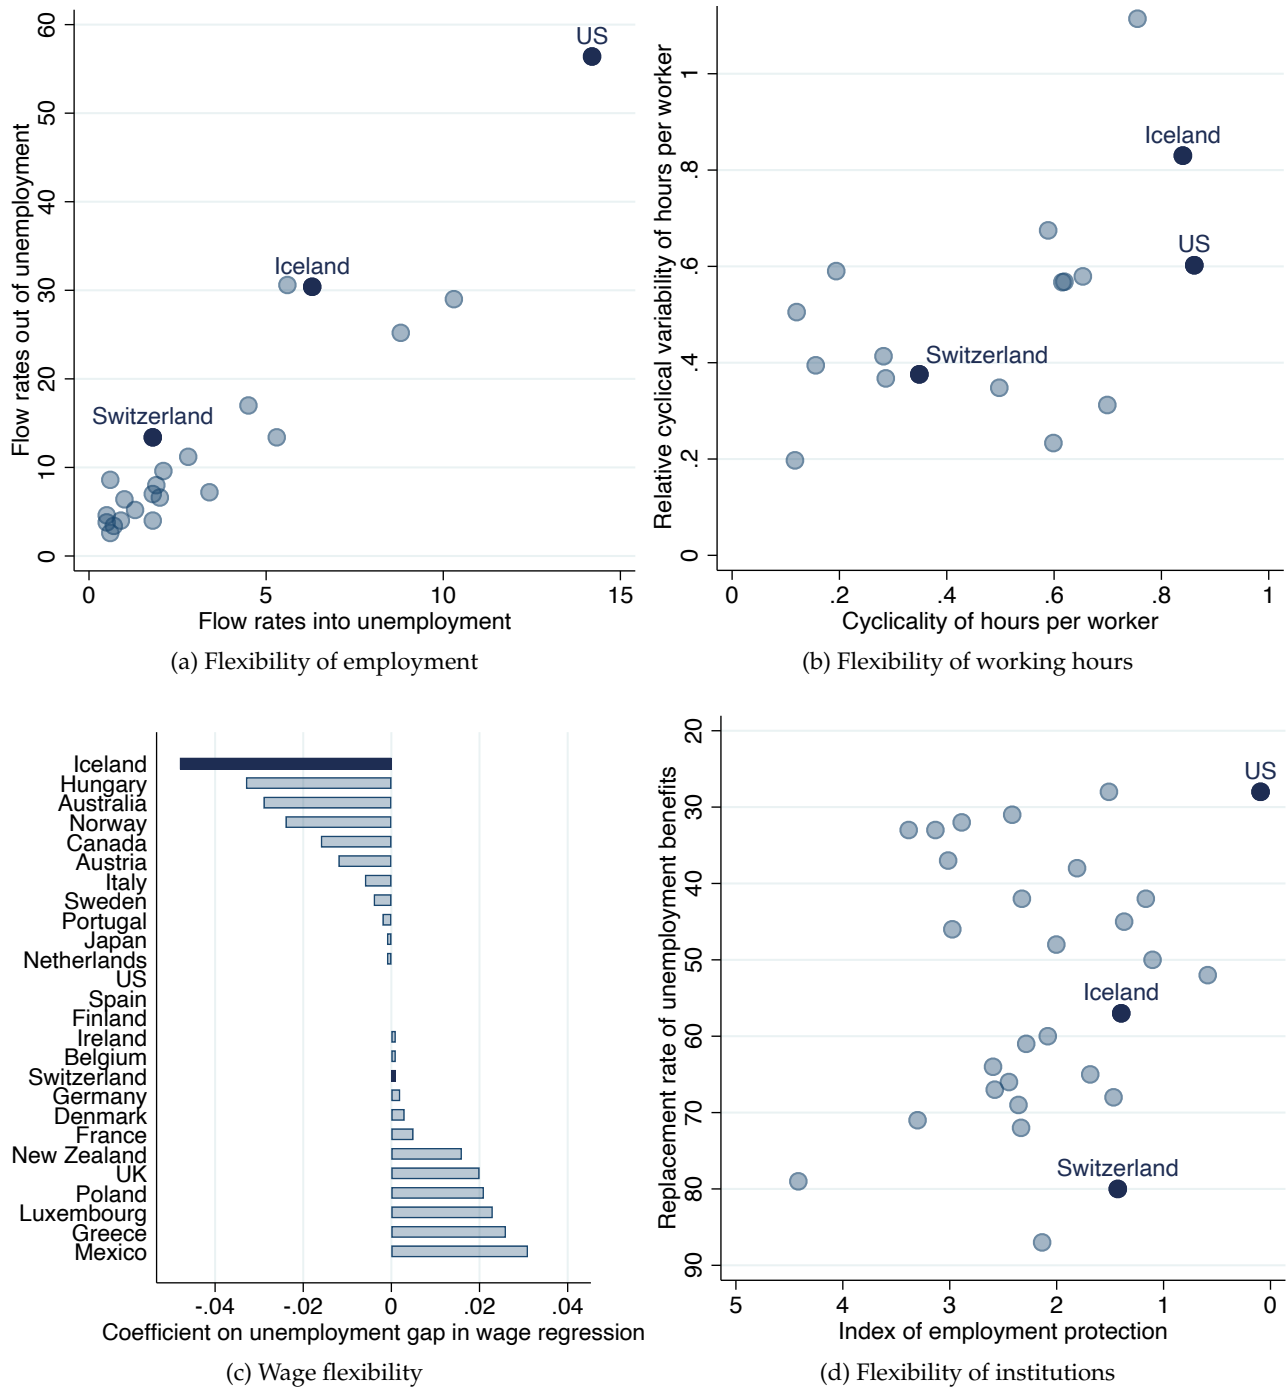 Flow rates out of unemployment
60
50
40
30
20
10
0
US
Iceland
Switzerland
0 5 10 15
Flow rates into unemployment
(a) Flexibility of employment
Relative cyclical variability of hours per worker
1
.8
.6
.4
.2
0
Iceland
US
Switzerland
0 .2 .4 .6 .8 1
Cyclicality of hours per worker
(b) Flexibility of working hours
Iceland
Hungary
Australia
Norway
Canada
Austria
Italy
Sweden
Portugal
Japan
Netherlands
US
Spain
Finland
Ireland
Belgium
Switzerland
Germany
Denmark
France
New Zealand
UK
Poland
Luxembourg
Greece
Mexico
-.04 -.02 0 .02 .04
Coefficient on unemployment gap in wage regression
(c) Wage flexibility
Replacement rate of unemployment benefits
20
30
40
50
60
70
80
90
US
Iceland
Switzerland
5 4 3 2 1 0
Index of employment protection
(d) Flexibility of institutions